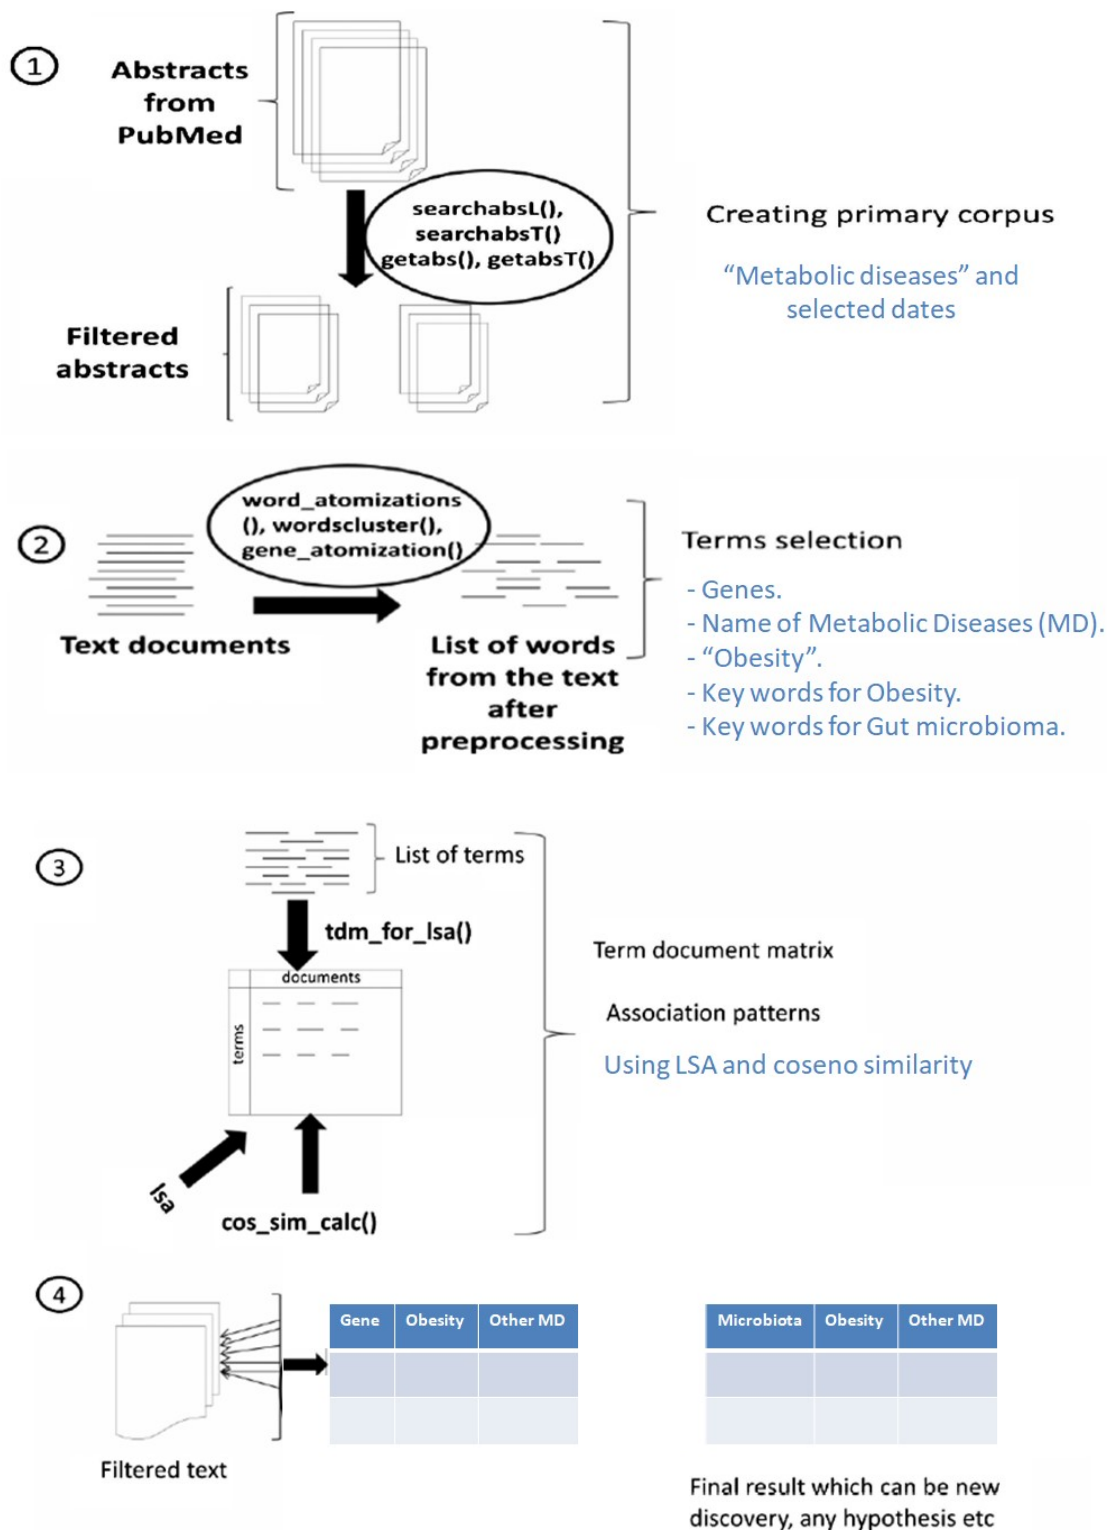 1
Abstracts
from
PubMed
searchabsL(),
searchabsT()
getabs(), getabsT()
Filtered
abstracts
Creating primary corpus
“Metabolic diseases” and
selected dates
2
word_atomizations
(), wordscluster(),
gene_atomization()
Text documents
List of words
from the text
after
preprocessing
Terms selection
- Genes.
- Name of Metabolic Diseases (MD).
- “Obesity”.
- Key words for Obesity.
- Key words for Gut microbioma.
3
List of terms
tdm_for_lsa()
documents
terms
lsa
cos_sim_calc()
Term document matrix
Association patterns
Using LSA and coseno similarity
4
Filtered text
Gene Obesity Other MD
Microbiota Obesity Other MD
Final result which can be new
discovery, any hypothesis etc